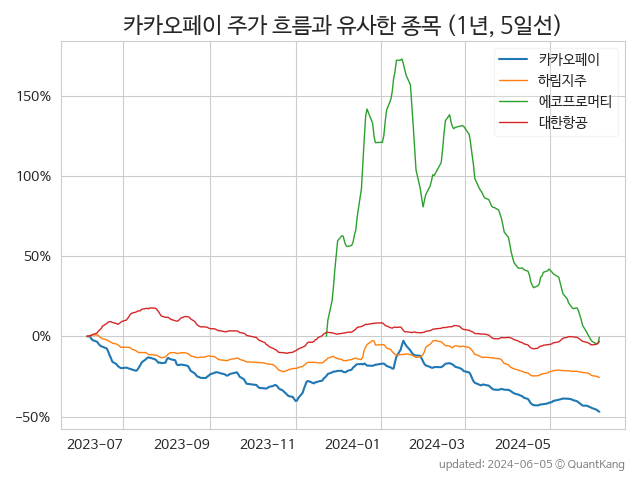 카카오페이 주가 흐름과 유사한 종목 (1년, 5일선)
카카오페이
하림지주
에코프로머티
대한항공
150%
100%
50%
0%
−50%
2023−07
2023−09
2023−11
2024−01
2024−03
2024−05
updated: 2024-06-05 © QuantKang